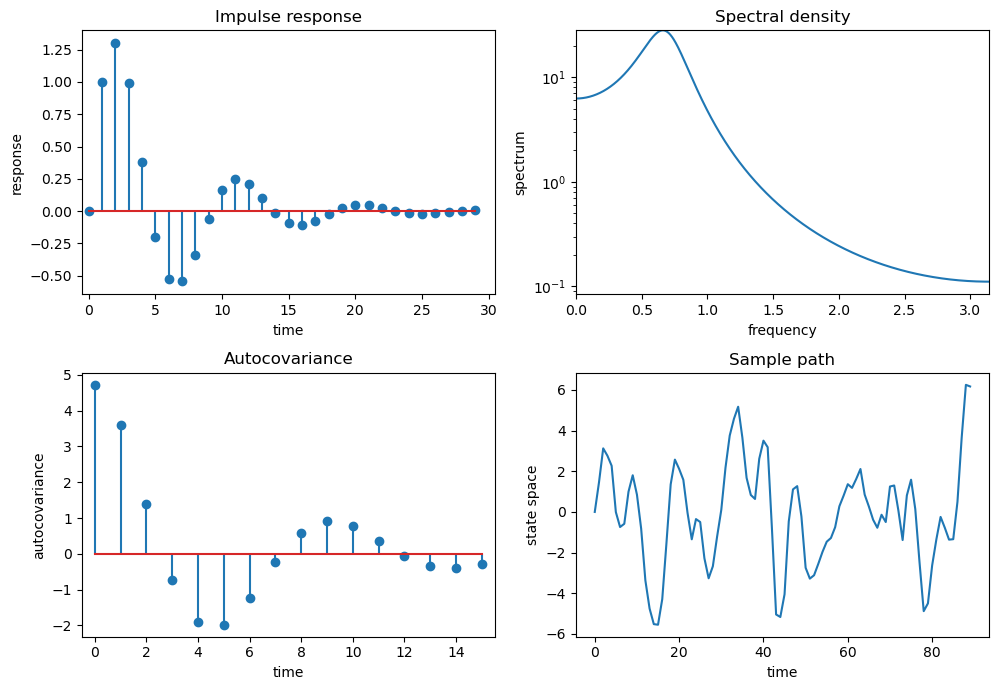 Impulse response
1.25
1.00
0.75
0.50
0.25
0.00
−0.25
−0.50
response
0 5 10 15 20 25 30
time
Spectral density
10¹
10⁰
10⁻¹
spectrum
0.0 0.5 1.0 1.5 2.0 2.5 3.0
frequency
Autocovariance
5
4
3
2
1
0
−1
−2
autocovariance
0 2 4 6 8 10 12 14
time
Sample path
6
4
2
0
−2
−4
−6
state space
0 20 40 60 80
time